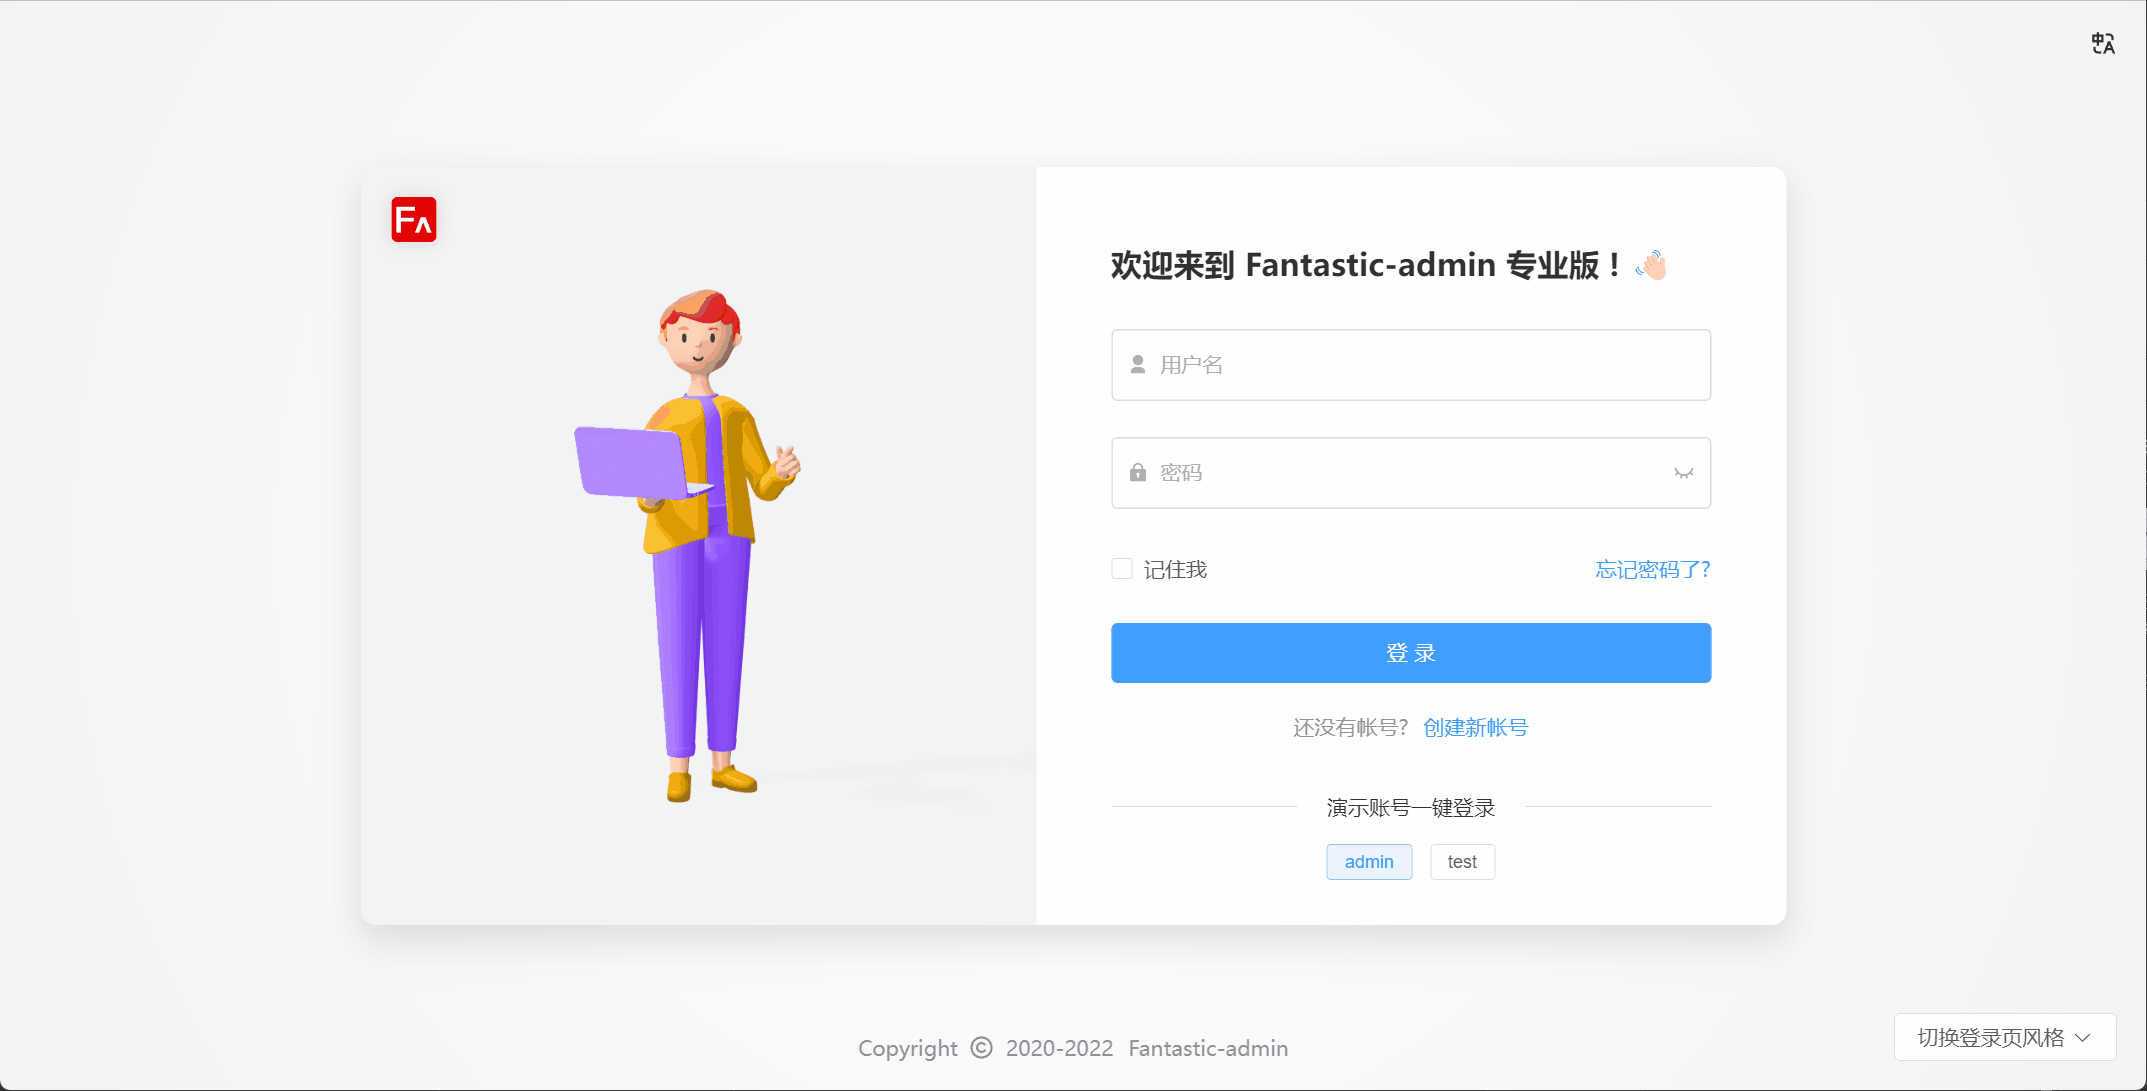 中A
FA
欢迎来到 Fantastic-admin 专业版！👋
用户名
密码
记住我
忘记密码了?
登 录
还没有帐号? 创建新帐号
演示账号一键登录
admin
test
Copyright © 2020-2022 Fantastic-admin
切换登录页风格